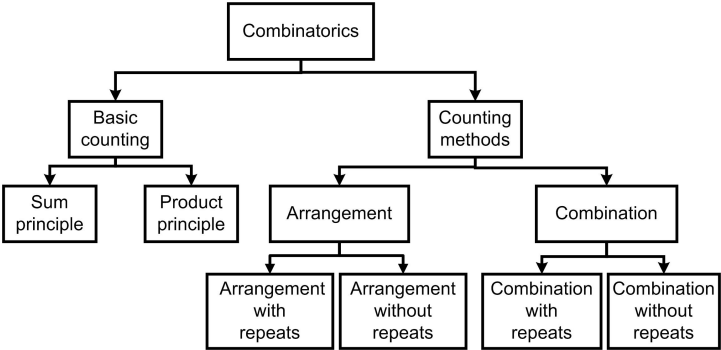 Combinatorics
Basic
counting
Counting
methods
Sum
principle
Product
principle
Arrangement
Combination
Arrangement
with
repeats
Arrangement
without
repeats
Combination
with
repeats
Combination
without
repeats